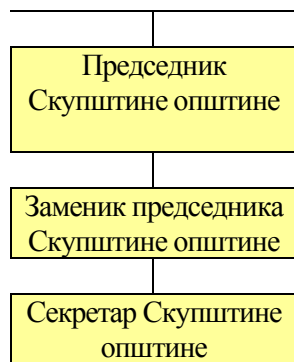 Председник
Скупштине општине
Заменик председника
Скупштине општине
Секретар Скупштине
општине